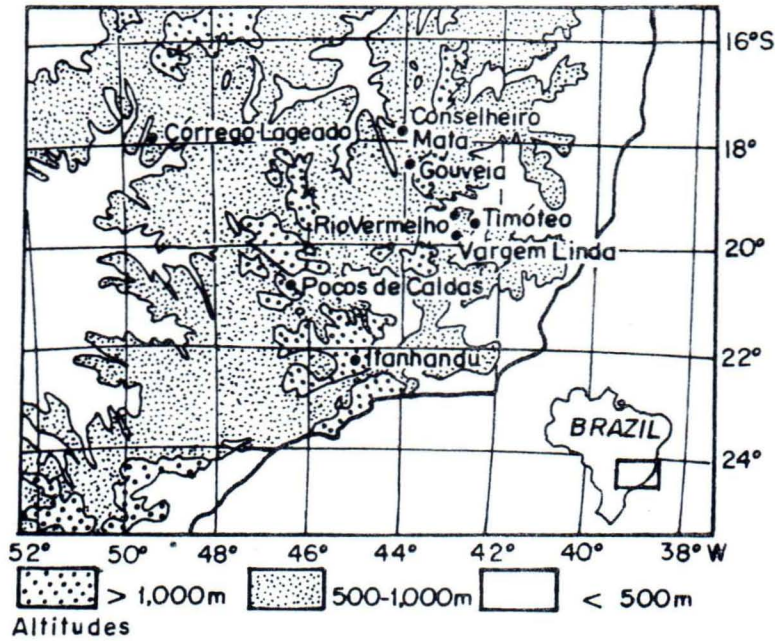 16°S
Conselheiro
Córrego Lageado
Mata
18°
Gouveia
Rio Vermelho
Timóteo
20°
Vargem Linda
Pocos de Caldas
22°
Itanhandu
BRAZIL
24°
52° 50° 48° 46° 44° 42° 40° 38°W
> 1,000m 500-1,000m < 500m
Altitudes